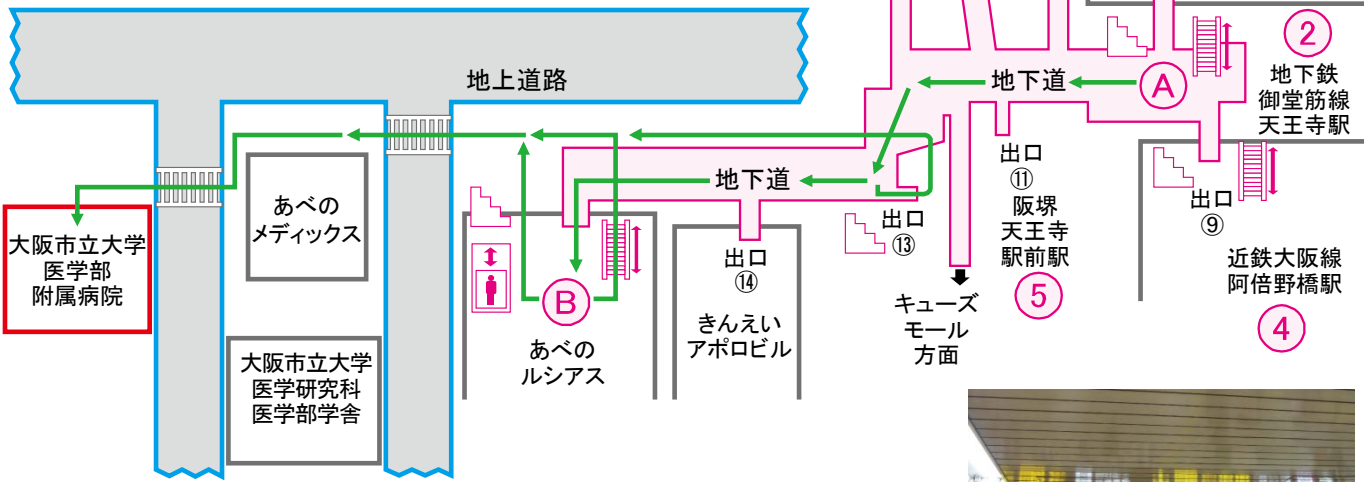 地上道路
地下道
A
2
地下鉄
御堂筋線
天王寺駅
出口
⑪
阪堺
天王寺
駅前駅
5
出口
⑨
近鉄大阪線
阿倍野橋駅
4
地下道
出口
⑬
キューズ
モール
方面
出口
⑭
きんえい
アポロビル
B
あべの
ルシアス
あべの
メディックス
大阪市立大学
医学部
附属病院
大阪市立大学
医学研究科
医学部学舎